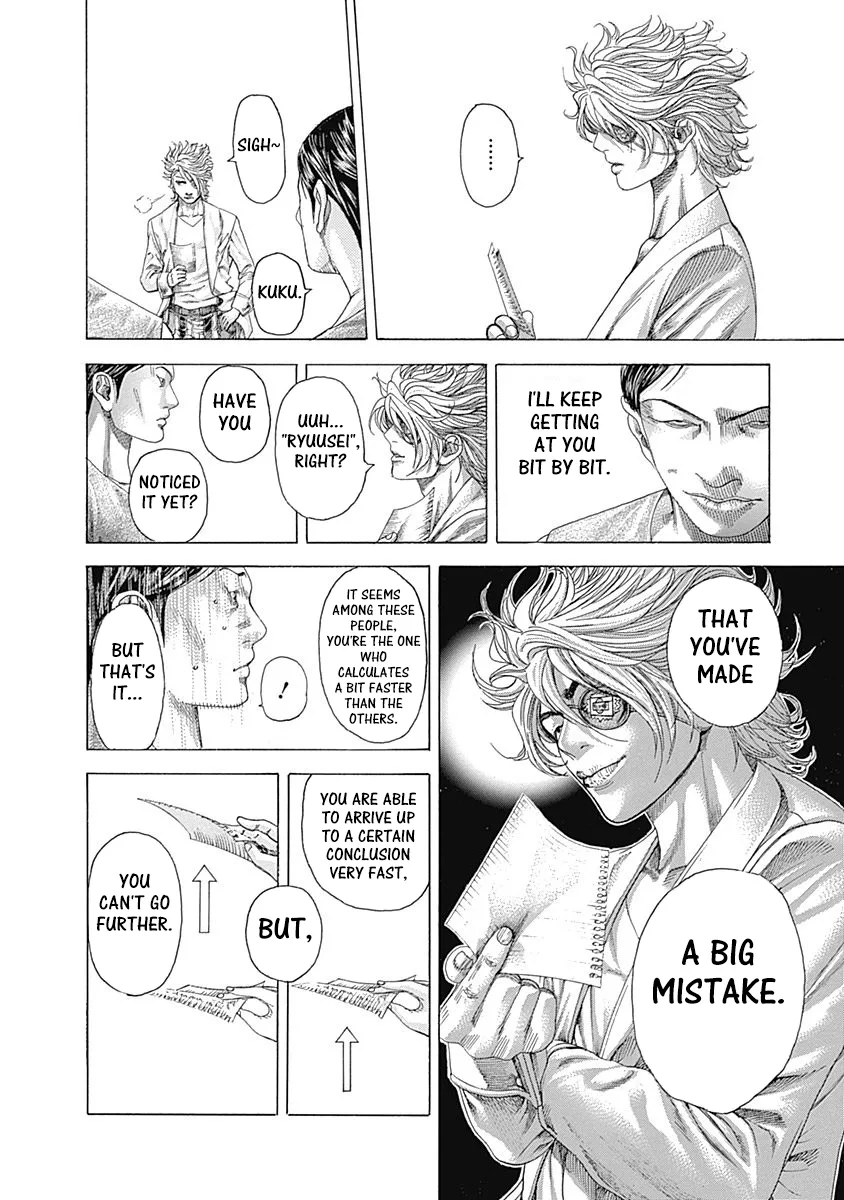 ......
SIGH~
KUKU.
I'LL KEEP
GETTING
AT YOU
BIT BY BIT.
UUH...
"RYUUSEI",
RIGHT?
HAVE
YOU
NOTICED
IT YET?
THAT
YOU'VE
MADE
A BIG
MISTAKE.
IT SEEMS
AMONG THESE
PEOPLE,
YOU'RE THE ONE
WHO
CALCULATES
A BIT FASTER
THAN THE
OTHERS.
!
BUT
THAT'S
IT...
YOU ARE ABLE
TO ARRIVE UP
TO A CERTAIN
CONCLUSION
VERY FAST,
BUT,
YOU
CAN'T GO
FURTHER.